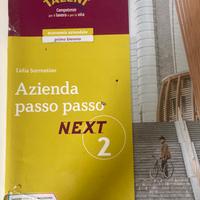 TALENT
Competenze
per il lavoro e per la vita
economia aziendale
primo biennio
Lidia Sorrentino
Azienda
passo passo
NEXT
2